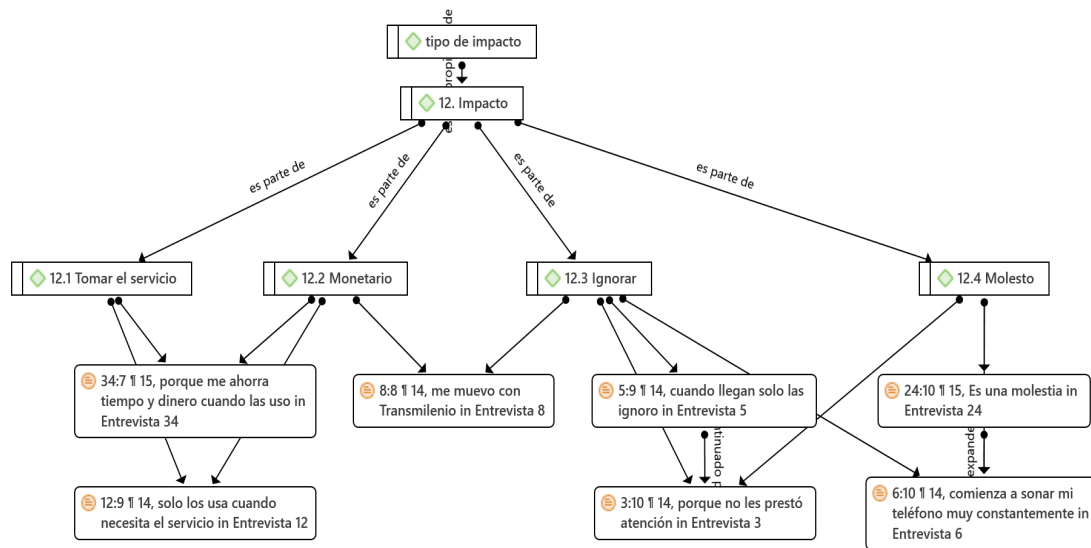 tipo de impacto
12. Impacto
es parte de
es parte de
es parte de
es parte de
12.1 Tomar el servicio
12.2 Monetario
12.3 Ignorar
12.4 Molesto
34:7 ¶ 15, porque me ahorra
tiempo y dinero cuando las uso in
Entrevista 34
8:8 ¶ 14, me muevo con
Transmilenio in Entrevista 8
5:9 ¶ 14, cuando llegan solo las
ignoro in Entrevista 5
24:10 ¶ 15, Es una molestia in
Entrevista 24
expande
12:9 ¶ 14, solo los usa cuando
necesita el servicio in Entrevista 12
3:10 ¶ 14, porque no les prestó
atención in Entrevista 3
6:10 ¶ 14, comienza a sonar mi
teléfono muy constantemente in
Entrevista 6